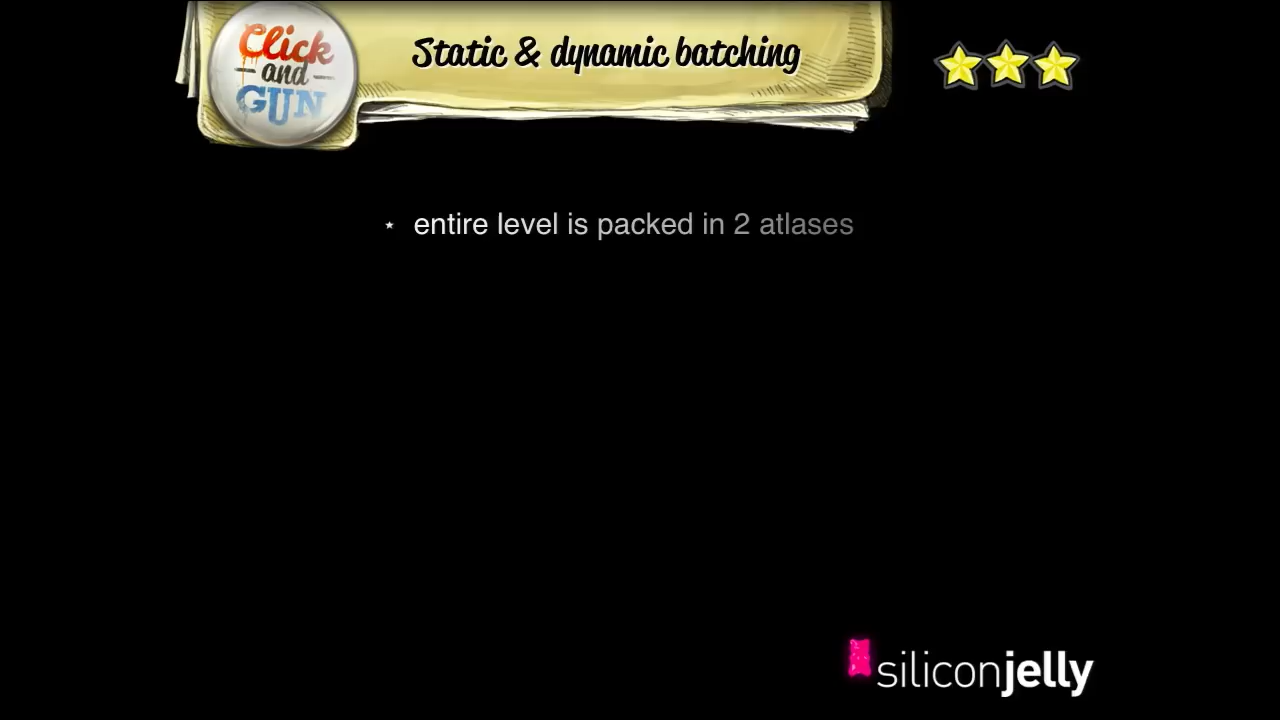 Click
and
GUN
Static & dynamic batching
entire level is packed in 2 atlases
siliconjelly